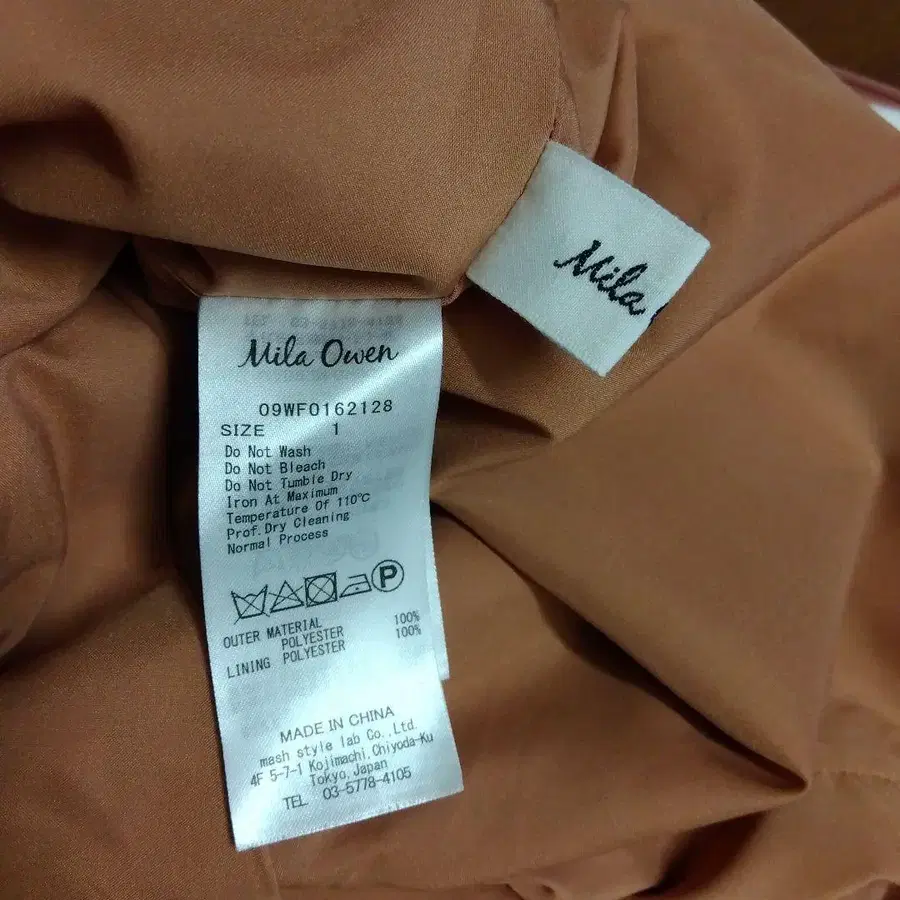 Mila
Mila Owen
09WF0162128
SIZE 1
Do Not Wash
Do Not Bleach
Do Not Tumble Dry
Iron At Maximum
Temperature Of 110℃
Prof.Dry Cleaning
Normal Process
P
OUTER MATERIAL
POLYESTER 100%
LINING POLYESTER 100%
MADE IN CHINA
mash style lab Co.,Ltd.
4F 5-7-1 Kojimachi,Chiyoda-Ku
Tokyo,Japan
TEL 03-5778-4105